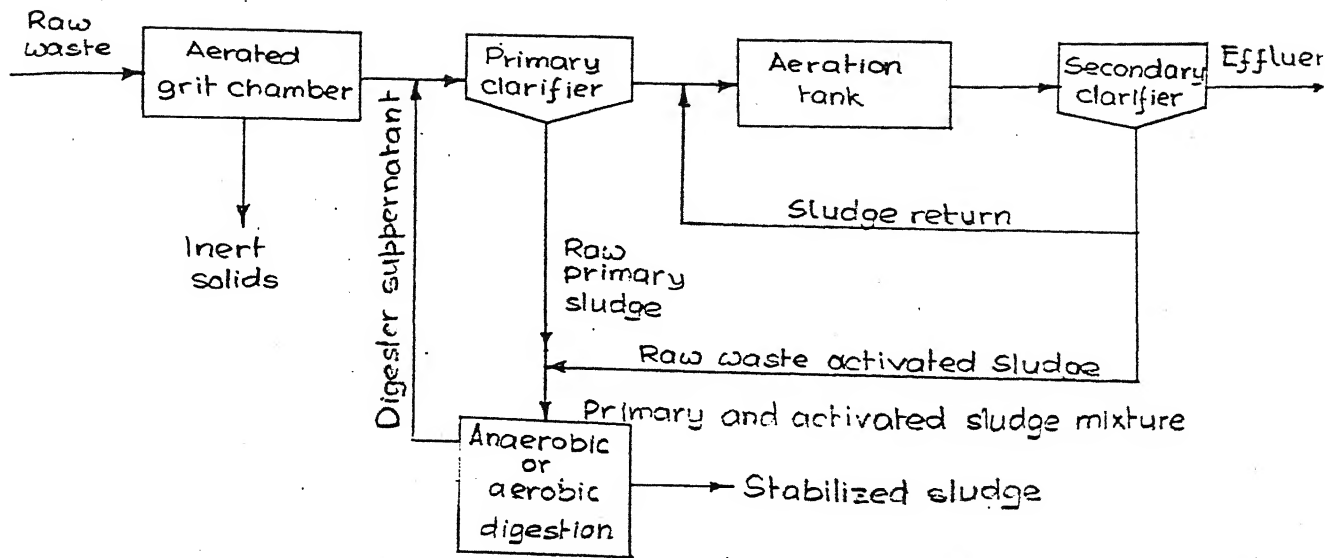 Raw
waste
Aerated
grit chamber
Primary
clarifier
Aeration
tank
Secondary
clarifier
Effluer
Inert
solids
Digester suppernatant
Raw
primary
sludge
Sludge return
Raw waste activated sludge
Primary and activated sludge mixture
Anaerobic
or
aerobic
digestion
Stabilized sludge